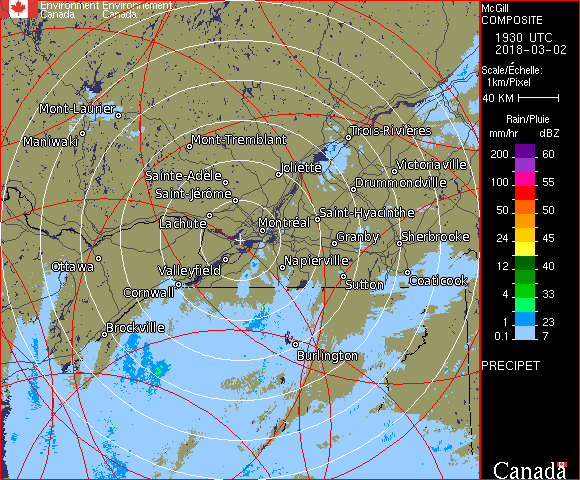 Environment Environnement
Canada Canada
McGill
COMPOSITE
1930 UTC
2018-03-02
Scale/Échelle:
1km/Pixel
40 KM
Rain/Pluie
mm/hr dBZ
200 60
100 55
50 50
24 45
12 40
4 33
1 23
0.1 7
PRECIPET
Canada
Mont-Laurier
Maniwaki
Mont-Tremblant
Trois-Rivières
Joliette
Victoriaville
Sainte-Adèle
Drummondville
Saint-Jérôme
Lachute
Montréal
Saint-Hyacinthe
Granby
Sherbrooke
Ottawa
Valleyfield
Napierville
Sutton
Coaticook
Cornwall
Brockville
Burlington